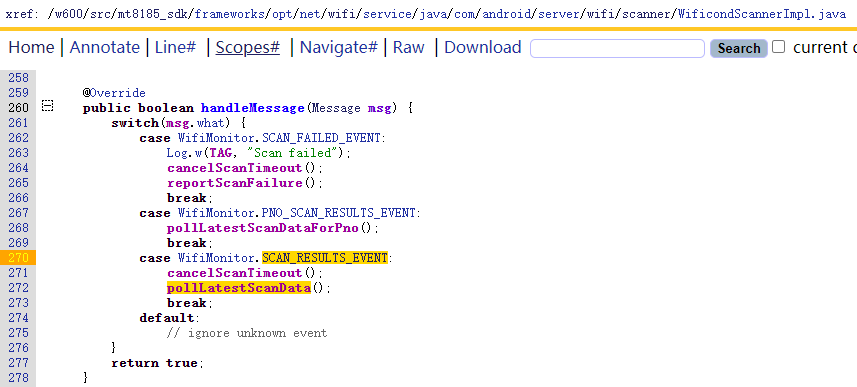 xref: /w600/src/mt8185_sdk/frameworks/opt/net/wifi/service/java/com/android/server/wifi/scanner/WificondScannerImpl.java
Home | Annotate | Line# | Scopes# | Navigate# | Raw | Download Search current
258
259 @Override
260 public boolean handleMessage(Message msg) {
261 switch(msg.what) {
262 case WifiMonitor.SCAN_FAILED_EVENT:
263 Log.w(TAG, "Scan failed");
264 cancelScanTimeout();
265 reportScanFailure();
266 break;
267 case WifiMonitor.PNO_SCAN_RESULTS_EVENT:
268 pollLatestScanDataForPno();
269 break;
270 case WifiMonitor.SCAN_RESULTS_EVENT:
271 cancelScanTimeout();
272 pollLatestScanData();
273 break;
274 default:
275 // ignore unknown event
276 }
277 return true;
278 }